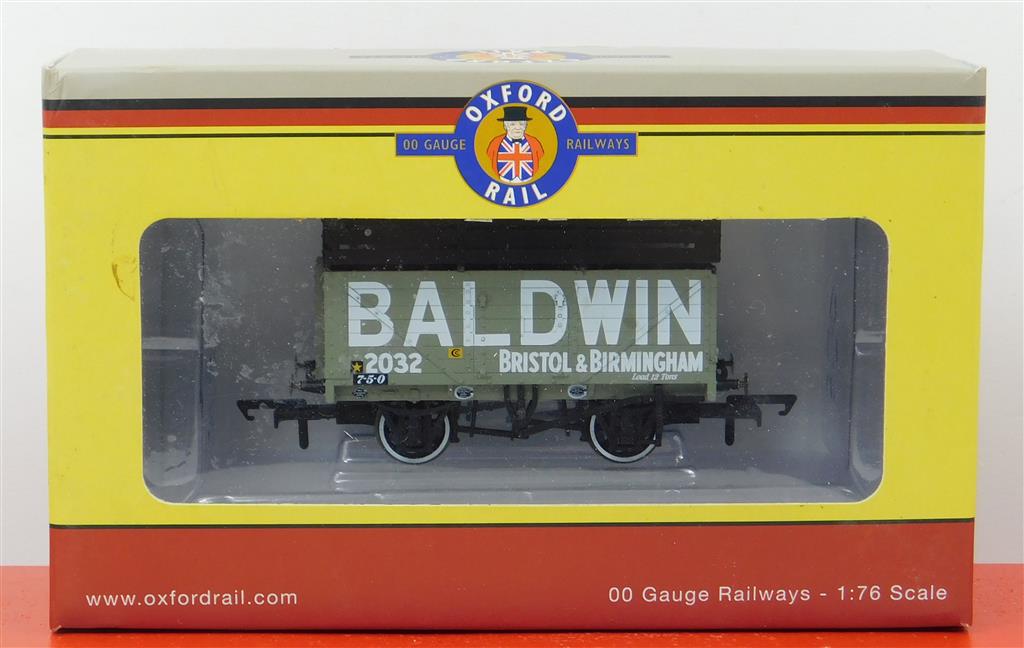 OXFORD
00 GAUGE RAILWAYS
RAIL
BALDWIN
2032 BRISTOL & BIRMINGHAM
Load 12 Tons
7-5-0
www.oxfordrail.com
00 Gauge Railways - 1:76 Scale